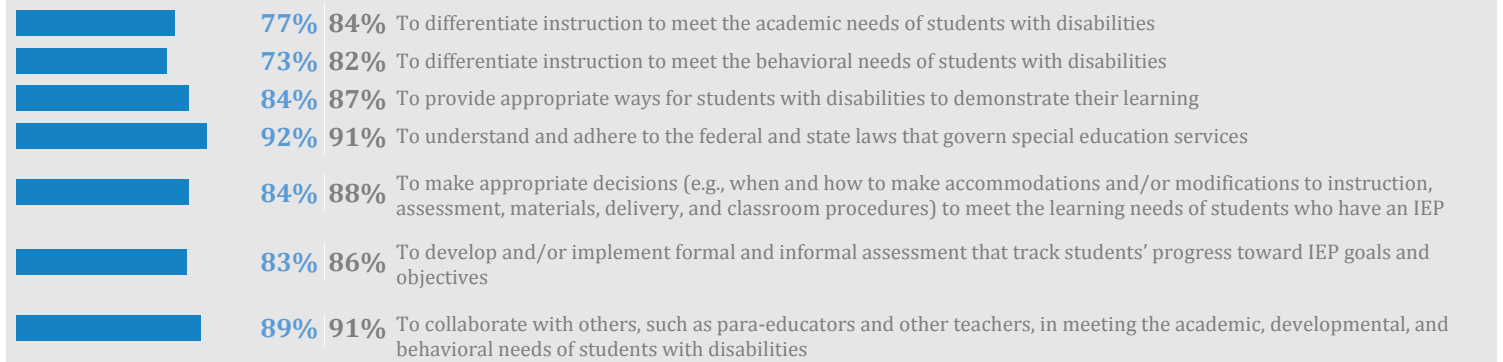 77% 84% To differentiate instruction to meet the academic needs of students with disabilities
73% 82% To differentiate instruction to meet the behavioral needs of students with disabilities
84% 87% To provide appropriate ways for students with disabilities to demonstrate their learning
92% 91% To understand and adhere to the federal and state laws that govern special education services
84% 88% To make appropriate decisions (e.g., when and how to make accommodations and/or modifications to instruction,
assessment, materials, delivery, and classroom procedures) to meet the learning needs of students who have an IEP
83% 86% To develop and/or implement formal and informal assessment that track students’ progress toward IEP goals and
objectives
89% 91% To collaborate with others, such as para-educators and other teachers, in meeting the academic, developmental, and
behavioral needs of students with disabilities